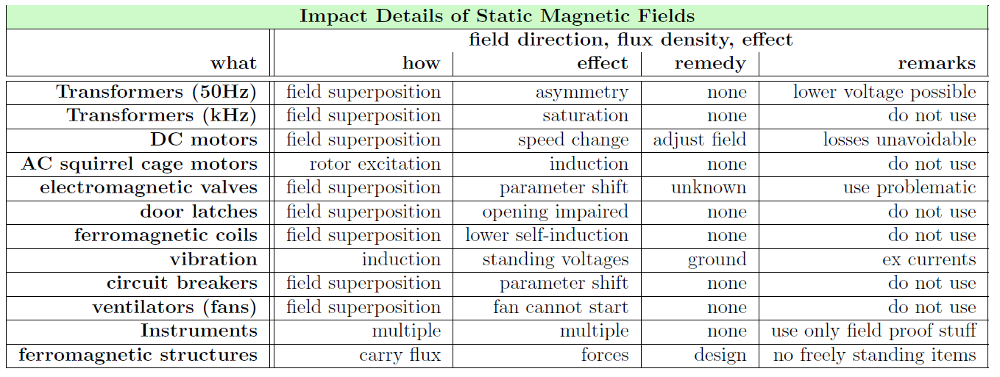 Impact Details of Static Magnetic Fields
field direction, flux density, effect
what how effect remedy remarks
Transformers (50Hz) field superposition asymmetry none lower voltage possible
Transformers (kHz) field superposition saturation none do not use
DC motors field superposition speed change adjust field losses unavoidable
AC squirrel cage motors rotor excitation induction none do not use
electromagnetic valves field superposition parameter shift unknown use problematic
door latches field superposition opening impaired none do not use
ferromagnetic coils field superposition lower self-induction none do not use
vibration induction standing voltages ground ex currents
circuit breakers field superposition parameter shift none do not use
ventilators (fans) field superposition fan cannot start none do not use
Instruments multiple multiple none use only field proof stuff
ferromagnetic structures carry flux forces design no freely standing items